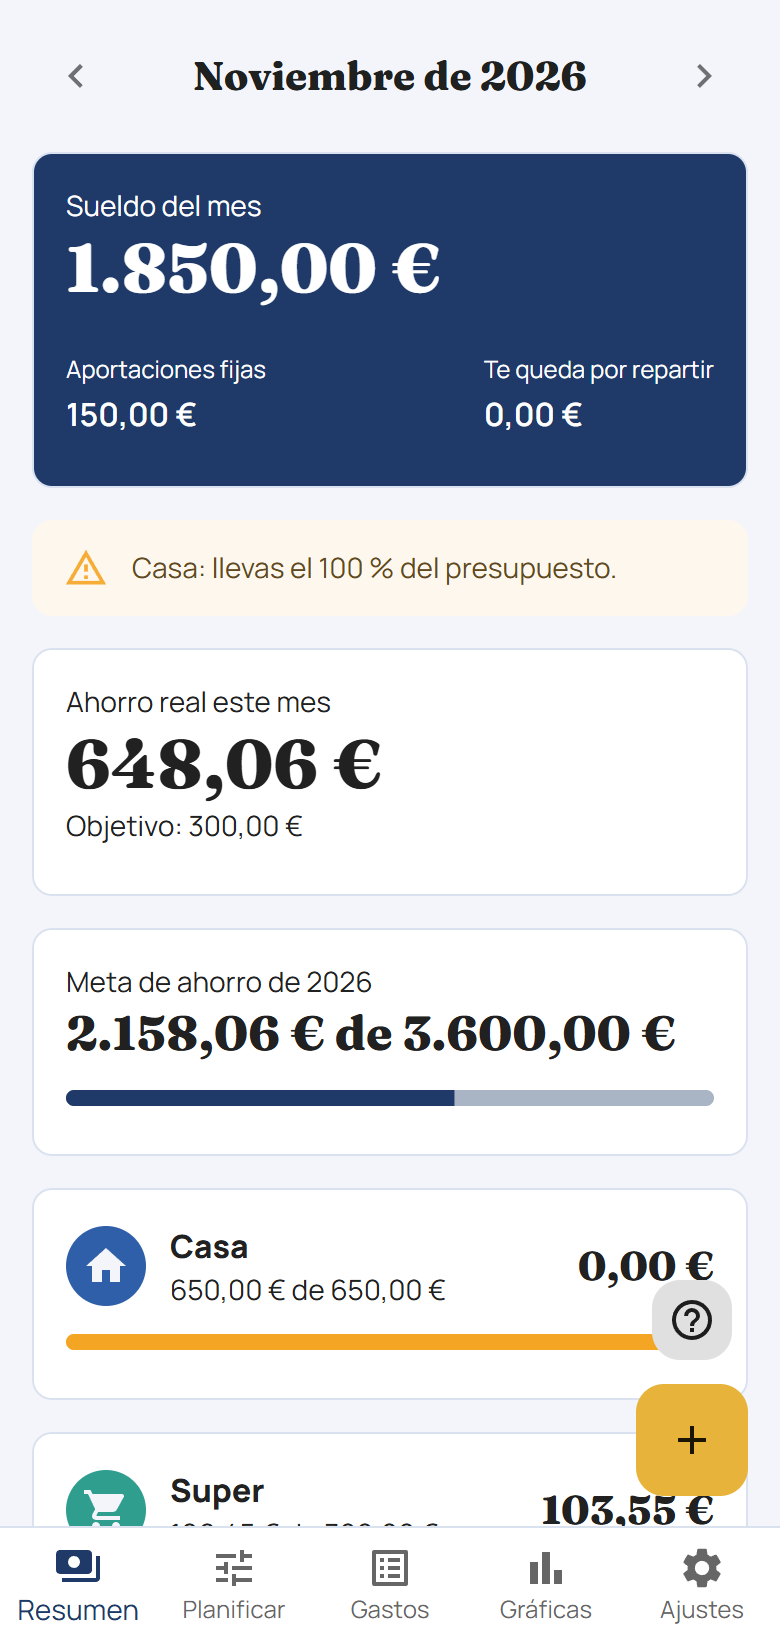 Noviembre de 2026
Sueldo del mes
1.850,00 €
Aportaciones fijas
Te queda por repartir
150,00 €
0,00 €
Casa: llevas el 100 % del presupuesto.
Ahorro real este mes
648,06 €
Objetivo: 300,00 €
Meta de ahorro de 2026
2.158,06 € de 3.600,00 €
Casa
0,00 €
650,00 € de 650,00 €
Super
103,55 €
Resumen
Planificar
Gastos
Gráficas
Ajustes